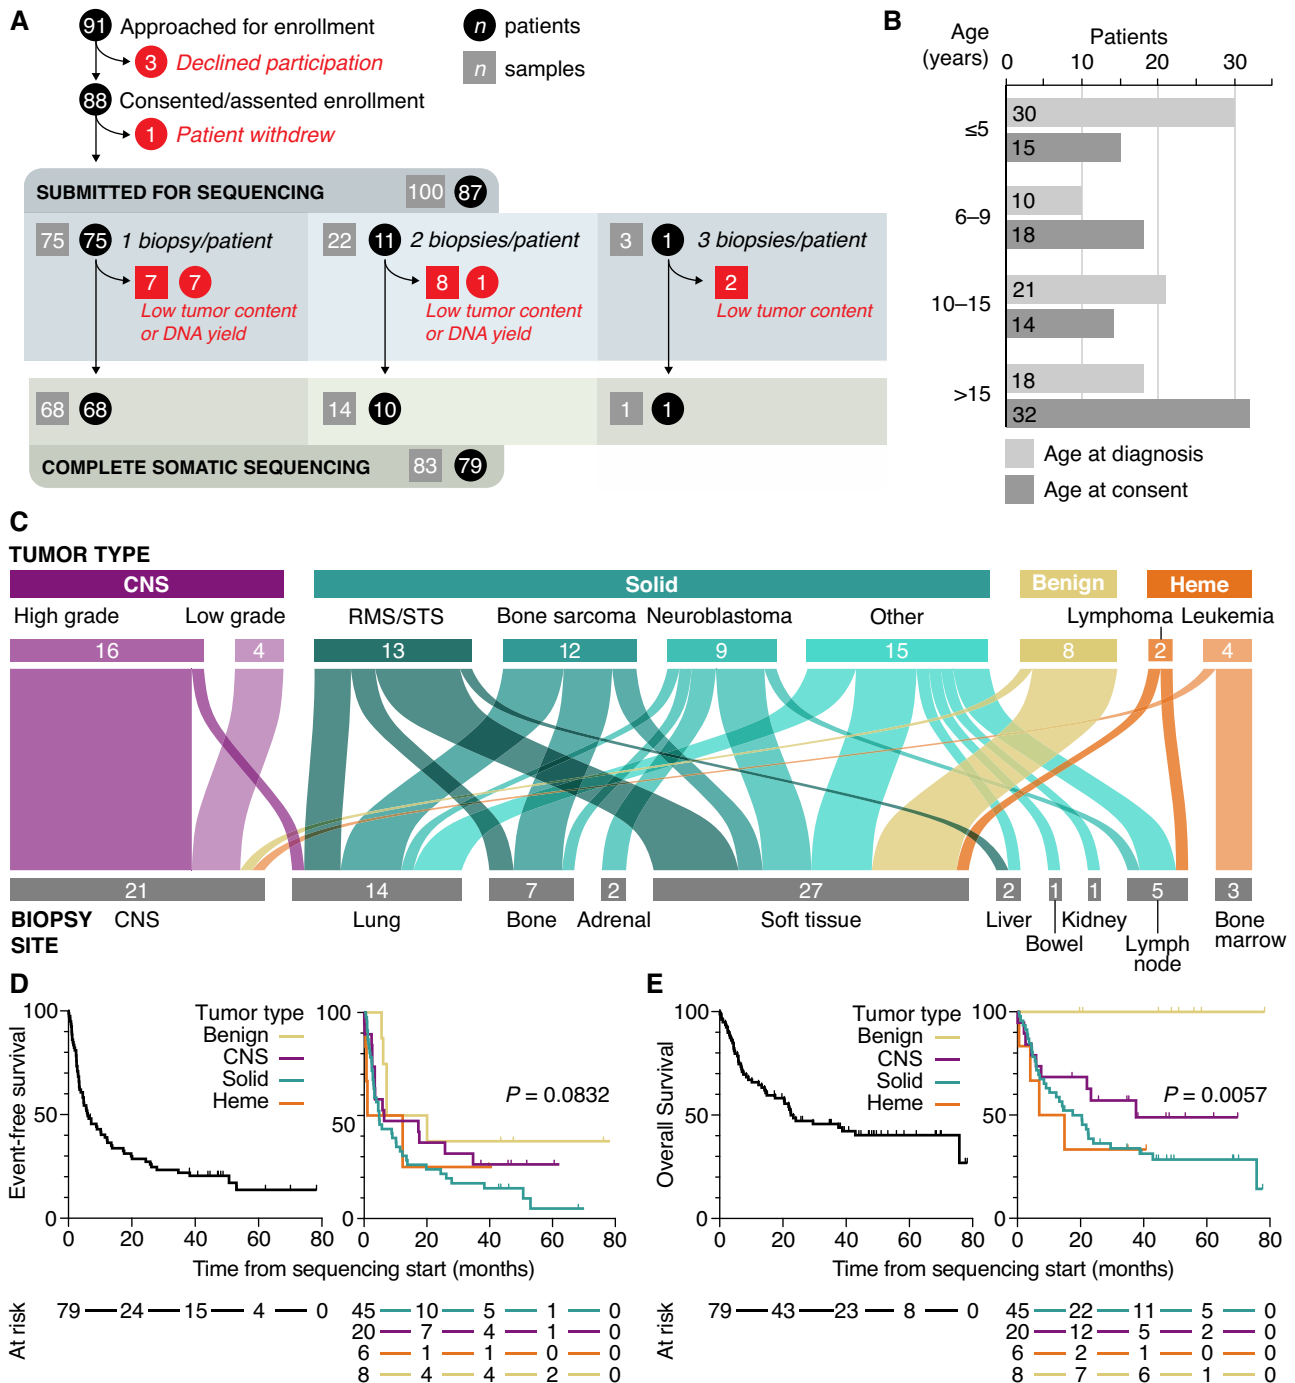 A
91 Approached for enrollment
3 Declined participation
88 Consented/assented enrollment
1 Patient withdrew
n patients
n samples
SUBMITTED FOR SEQUENCING 100 87
75 75 1 biopsy/patient
7 7
Low tumor content
or DNA yield
22 11 2 biopsies/patient
8 1
Low tumor content
or DNA yield
3 1 3 biopsies/patient
2
Low tumor content
68 68
14 10
1 1
COMPLETE SOMATIC SEQUENCING 83 79
B
Age
(years)
Patients
0 10 20 30
≤5
30
15
6–9
10
18
10–15
21
14
>15
18
32
Age at diagnosis
Age at consent
C
TUMOR TYPE
CNS Solid Benign Heme
High grade Low grade RMS/STS Bone sarcoma Neuroblastoma Other Lymphoma Leukemia
16 4 13 12 9 15 8 2 4
21 14 7 2 27 2 1 1 5 3
BIOPSY
SITE
CNS Lung Bone Adrenal Soft tissue Liver Bowel Kidney Lymph
node
Bone
marrow
D
Event-free survival
100
50
0
0 20 40 60 80
Tumor type
Benign
CNS
Solid
Heme
100
50
0
0 20 40 60 80
P = 0.0832
Time from sequencing start (months)
At risk
79 24 15 4 0
45 10 5 1 0
20 7 4 1 0
6 1 1 0 0
8 4 4 2 0
E
Overall Survival
100
50
0
0 20 40 60 80
Tumor type
Benign
CNS
Solid
Heme
100
50
0
0 20 40 60 80
P = 0.0057
Time from sequencing start (months)
At risk
79 43 23 8 0
45 22 11 5 0
20 12 5 2 0
6 2 1 0 0
8 7 6 1 0